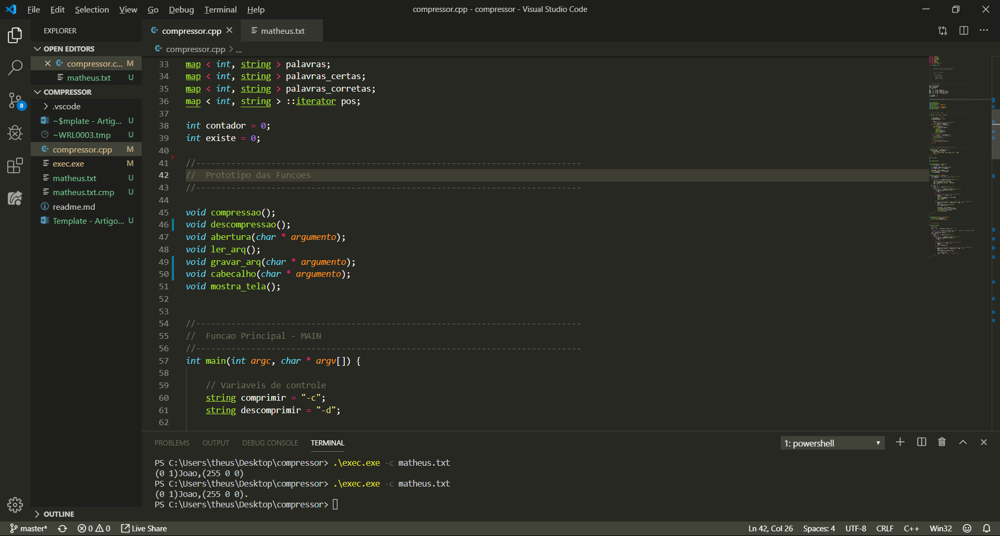 File Edit Selection View Go Debug Terminal Help
compressor.cpp - compressor - Visual Studio Code
EXPLORER
OPEN EDITORS
compressor.c... M
matheus.txt U
COMPRESSOR
8
.vscode
~$mplate - Artig... U
~WRL0003.tmp U
compressor.cpp M
exec.exe M
matheus.txt U
matheus.txt.cmp U
readme.md
Template - Artigo... U
OUTLINE
compressor.cpp
matheus.txt
compressor.cpp > ...
33 map < int, string > palavras;
34 map < int, string > palavras_certas;
35 map < int, string > palavras_corretas;
36 map < int, string > ::iterator pos;
37
38 int contador = 0;
39 int existe = 0;
40
41 //-----------------------------------------------------------------------------
42 //  Prototipo das Funcoes
43 //-----------------------------------------------------------------------------
44
45 void compressao();
46 void descompressao();
47 void abertura(char * argumento);
48 void ler_arq();
49 void gravar_arq(char * argumento);
50 void cabecalho(char * argumento);
51 void mostra_tela();
52
53
54 //-----------------------------------------------------------------------------
55 //  Funcao Principal - MAIN
56 //-----------------------------------------------------------------------------
57 int main(int argc, char * argv[]) {
58
59     // Variaveis de controle
60     string comprimir = "-c";
61     string descomprimir = "-d";
62
PROBLEMS OUTPUT DEBUG CONSOLE TERMINAL
1: powershell
PS C:\Users\theus\Desktop\compressor> .\exec.exe -c matheus.txt
(0 1)Joao,(255 0 0)
PS C:\Users\theus\Desktop\compressor> .\exec.exe -c matheus.txt
(0 1)Joao,(255 0 0).
PS C:\Users\theus\Desktop\compressor>
master* 0 0 Live Share
Ln 42, Col 26 Spaces: 4 UTF-8 CRLF C++ Win32